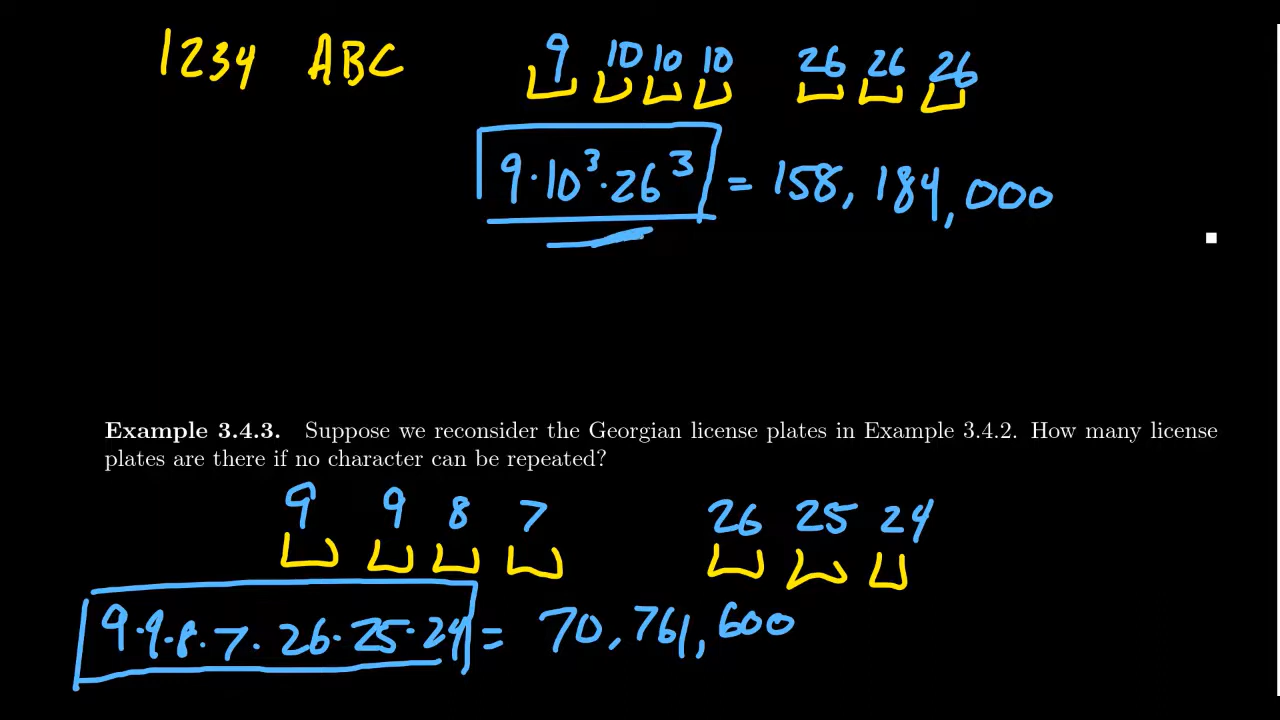 1234 ABC 9 10 10 10 26 26 26
9·10³·26³ = 158,184,000
Example 3.4.3. Suppose we reconsider the Georgian license plates in Example 3.4.2. How many license
plates are there if no character can be repeated?
9 9 8 7 26 25 24
9·9·8·7·26·25·24 = 70,761,600